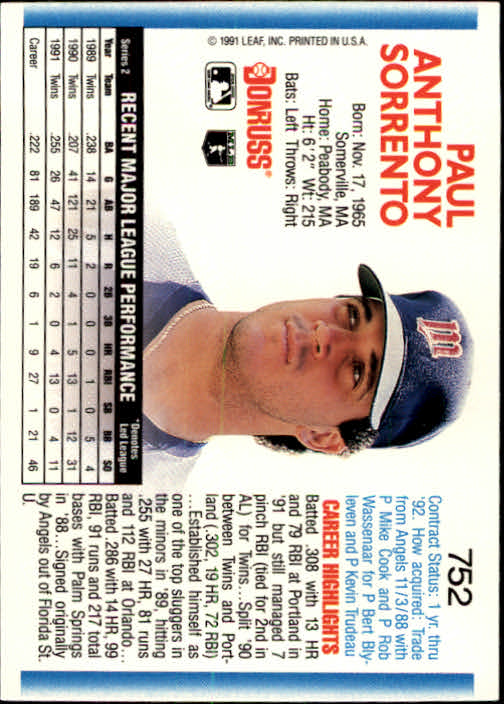 PAUL
ANTHONY
SORRENTO
752
Born: Nov. 17, 1965
Somerville, MA
Home: Peabody, MA
Ht: 6' 2" Wt: 215
Bats: Left Throws: Right
DONRUSS®
MLB
© 1991 LEAF, INC. PRINTED IN U.S.A.
Contract Status: 1 yr. thru
'92. How acquired: Trade
from Angels 11/3/88 with
P Mike Cook and P Rob
Wassenaar for P Bert Bly-
leven and P Kevin Trudeau
CAREER HIGHLIGHTS
Batted .308 with 13 HR
and 79 RBI at Portland in
'91 but still managed 7
pinch RBI (tied for 2nd in
AL) for Twins...Split '90
between Twins and Port-
land (.302, 19 HR, 72 RBI)
...Established himself as
one of the top sluggers in
the minors in '89, hitting
.255 with 27 HR, 81 runs
and 112 RBI at Orlando...
Batted .286 with 14 HR, 99
RBI, 91 runs and 217 total
bases with Palm Springs
in '88...Signed originally
by Angels out of Florida St.
U.
Series 2 RECENT MAJOR LEAGUE PERFORMANCE *Denotes
Led League
Year Team BA G AB H R 2B 3B HR RBI SB BB SO
1989 Twins .238 14 21 5 2 0 0 0 1 0 5 4
1990 Twins .207 41 121 25 11 4 1 5 13 1 12 31
1991 Twins .255 26 47 12 6 2 0 4 13 0 4 11
Career .222 81 189 42 19 6 1 9 27 1 21 46